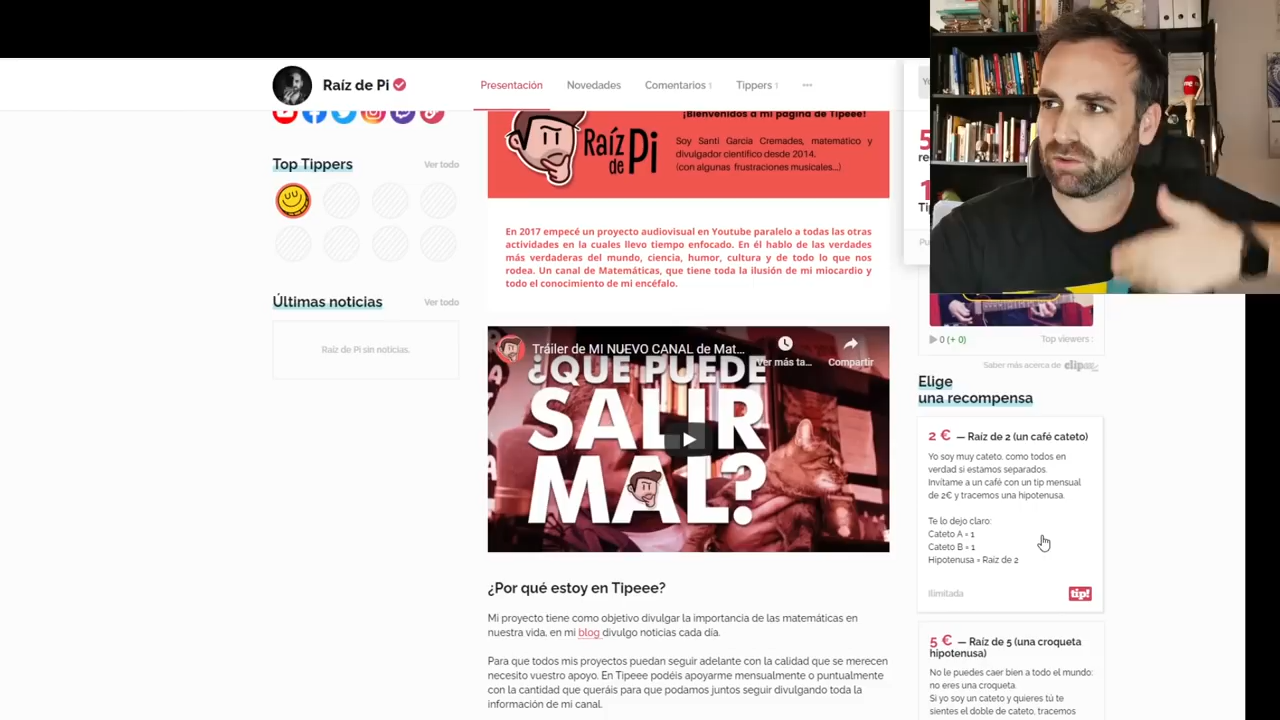 Raíz de Pi
Presentación
Novedades
Comentarios 1
Tippers 1
Top Tippers
Ver todo
Últimas noticias
Ver todo
Raíz de Pi sin noticias.
¡Bienvenidos a mi página de Tipeee!
Raíz
de Pi
Soy Santi García Cremades, matemático y
divulgador científico desde 2014.
(con algunas frustraciones musicales...)
En 2017 empecé un proyecto audiovisual en Youtube paralelo a todas las otras
actividades en la cuales llevo tiempo enfocado. En él hablo de las verdades
más verdaderas del mundo, ciencia, humor, cultura y de todo lo que nos
rodea. Un canal de Matemáticas, que tiene toda la ilusión de mi miocardio y
todo el conocimiento de mi encéfalo.
Tráiler de MI NUEVO CANAL de Mat...
Ver más ta...
Compartir
¿QUÉ PUEDE
SALIR
MAL?
¿Por qué estoy en Tipeee?
Mi proyecto tiene como objetivo divulgar la importancia de las matemáticas en
nuestra vida, en mi blog divulgo noticias cada día.
Para que todos mis proyectos puedan seguir adelante con la calidad que se merecen
necesito vuestro apoyo. En Tipeee podéis apoyarme mensualmente o puntualmente
con la cantidad que queráis para que podamos juntos seguir divulgando toda la
información de mi canal.
0 (+ 0)
Top viewers :
Saber más acerca de
Elige
una recompensa
2 € — Raíz de 2 (un café cateto)
Yo soy muy cateto, como todos en
verdad si estamos separados.
Invítame a un café con un tip mensual
de 2€ y tracemos una hipotenusa.
Te lo dejo claro:
Cateto A = 1
Cateto B = 1
Hipotenusa = Raíz de 2
Ilimitada
tip!
5 € — Raíz de 5 (una croqueta
hipotenusa)
No le puedes caer bien a todo el mundo:
no eres una croqueta.
Si yo soy un cateto y quieres tú te
sientes el doble de cateto, tracemos